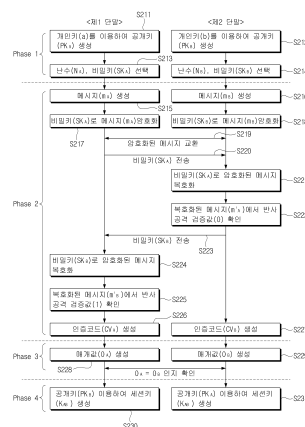 S211
<제1 단말>
<제2 단말>
Phase 1
개인키(a)를 이용하여 공개키
(PKA) 생성
개인키(b)를 이용하여 공개키
(PKB) 생성
S213
난수(NA), 비밀키(SKA) 선택
난수(NB), 비밀키(SKB) 선택
메시지(mA) 생성
메시지(mB) 생성
S215
비밀키(SKA)로 메시지(mA)암호화
비밀키(SKB)로 메시지(mB)암호화
S217
S219
암호화된 메시지 교환
S220
비밀키(SKA) 전송
Phase 2
비밀키(SKA)로 암호화된 메시지
복호화
복호화된 메시지(m'A)에서 반사
공격 검증값(0) 확인
비밀키(SKB) 전송
S223
비밀키(SKB)로 암호화된 메시지
복호화
S224
복호화된 메시지(m'B)에서 반사
공격 검증값(1) 확인
S225
S226
인증코드(CVA) 생성
인증코드(CVB) 생성
Phase 3
매개값(OA) 생성
매개값(OB) 생성
S228
OA = OB 인지 확인
Phase 4
공개키(PKB) 이용하여 세션키
(KAB) 생성
공개키(PKA) 이용하여 세션키
(KAB) 생성
S230